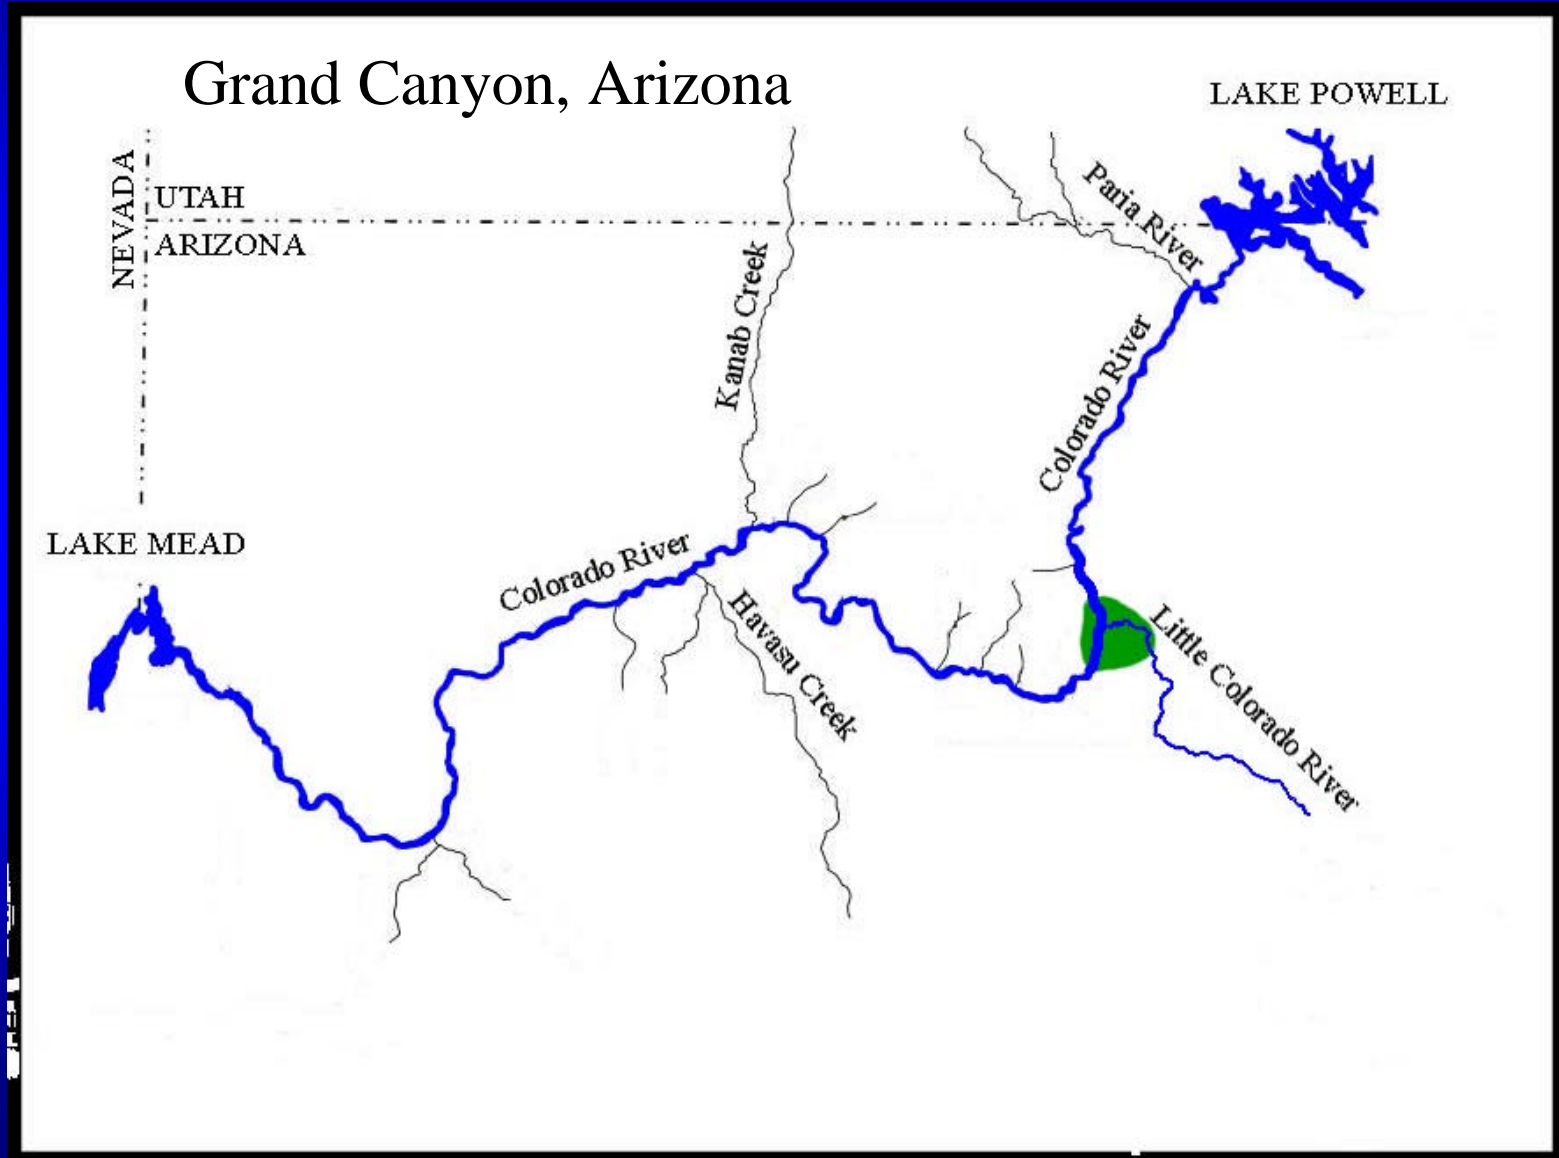 Grand Canyon, Arizona
LAKE POWELL
NEVADA
UTAH
ARIZONA
Paria River
Kanab Creek
Colorado River
LAKE MEAD
Colorado River
Havasu Creek
Little Colorado River